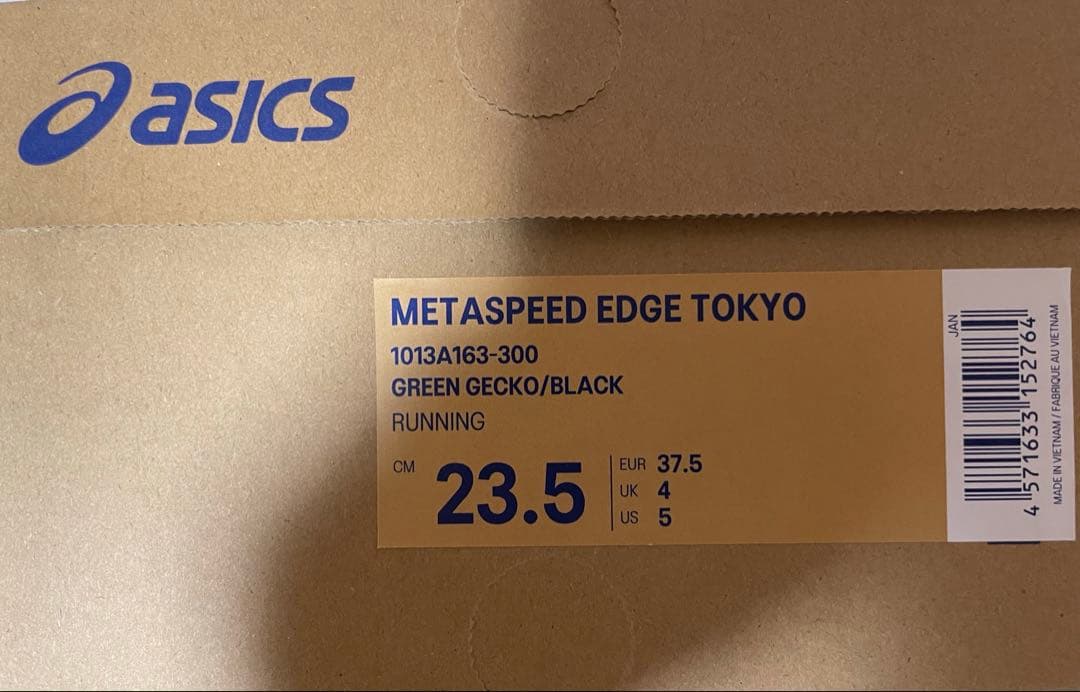 asics
METASPEED EDGE TOKYO
1013A163-300
GREEN GECKO/BLACK
RUNNING
CM 23.5
EUR 37.5
UK 4
US 5
JAN
4 571633 152764
MADE IN VIETNAM / FABRIQUE AU VIETNAM